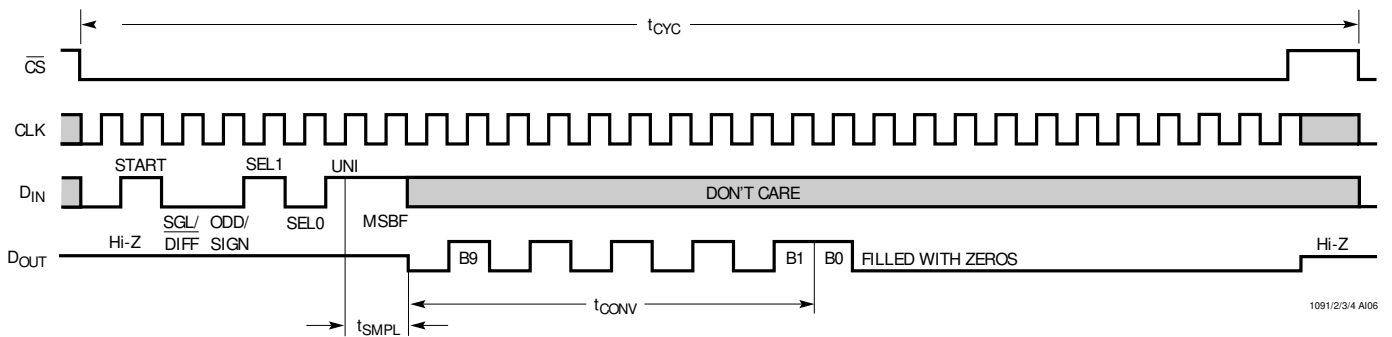 tCYC
CS
CLK
START SEL1 UNI
DIN
DON'T CARE
SGL/
DIFF
ODD/
SIGN
SEL0
MSBF
Hi-Z
DOUT
B9
B1
B0
FILLED WITH ZEROS
Hi-Z
tCONV
tSMPL
1091/2/3/4 AI06